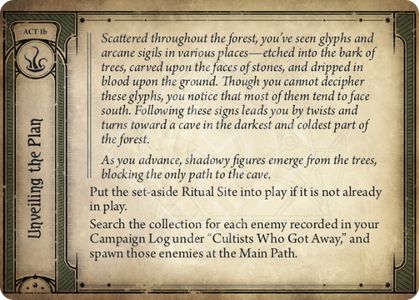 ACT 1b
Unveiling the Plan
Scattered throughout the forest, you've seen glyphs and
arcane sigils in various places—etched into the bark of
trees, carved upon the faces of stones, and dripped in
blood upon the ground. Though you cannot decipher
these glyphs, you notice that most of them tend to face
south. Following these signs leads you by twists and
turns toward a cave in the darkest and coldest part of
the forest.
As you advance, shadowy figures emerge from the trees,
blocking the only path to the cave.
Put the set-aside Ritual Site into play if it is not already
in play.
Search the collection for each enemy recorded in your
Campaign Log under “Cultists Who Got Away,” and
spawn those enemies at the Main Path.